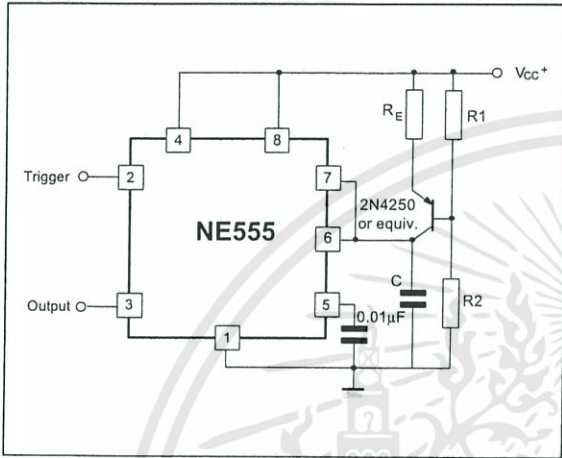 Vcc+
RE
R1
4
8
Trigger
2
7
2N4250
or equiv.
NE555
6
C
R2
Output
3
5
0.01µF
1